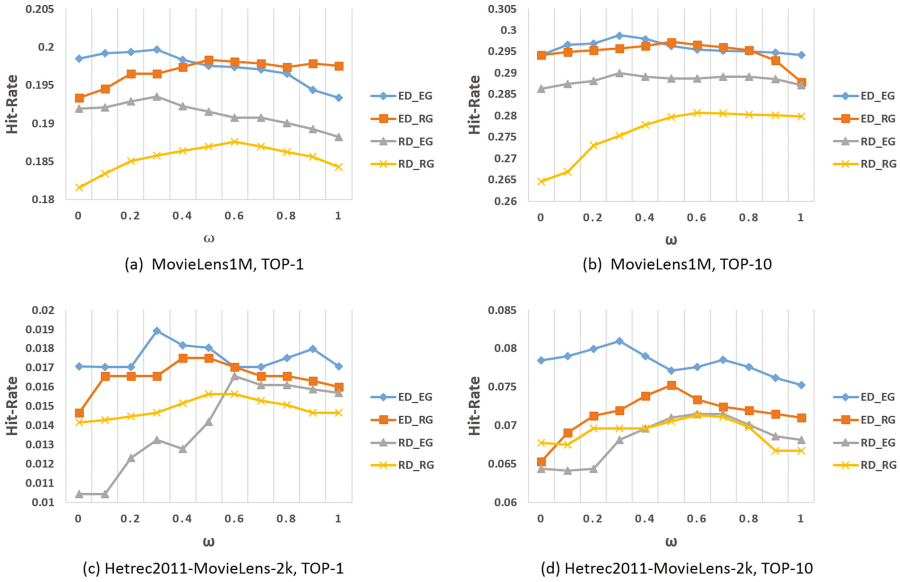 0.205
0.2
0.195
0.19
0.185
0.18
Hit-Rate
0 0.2 0.4 0.6 0.8 1
ω
ED_EG
ED_RG
RD_EG
RD_RG
(a) MovieLens1M, TOP-1
0.305
0.3
0.295
0.29
0.285
0.28
0.275
0.27
0.265
0.26
Hit-Rate
0 0.2 0.4 0.6 0.8 1
ω
ED_EG
ED_RG
RD_EG
RD_RG
(b) MovieLens1M, TOP-10
0.02
0.019
0.018
0.017
0.016
0.015
0.014
0.013
0.012
0.011
0.01
Hit-Rate
0 0.2 0.4 0.6 0.8 1
ω
ED_EG
ED_RG
RD_EG
RD_RG
(c) Hetrec2011-MovieLens-2k, TOP-1
0.085
0.08
0.075
0.07
0.065
0.06
Hit-Rate
0 0.2 0.4 0.6 0.8 1
ω
ED_EG
ED_RG
RD_EG
RD_RG
(d) Hetrec2011-MovieLens-2k, TOP-10